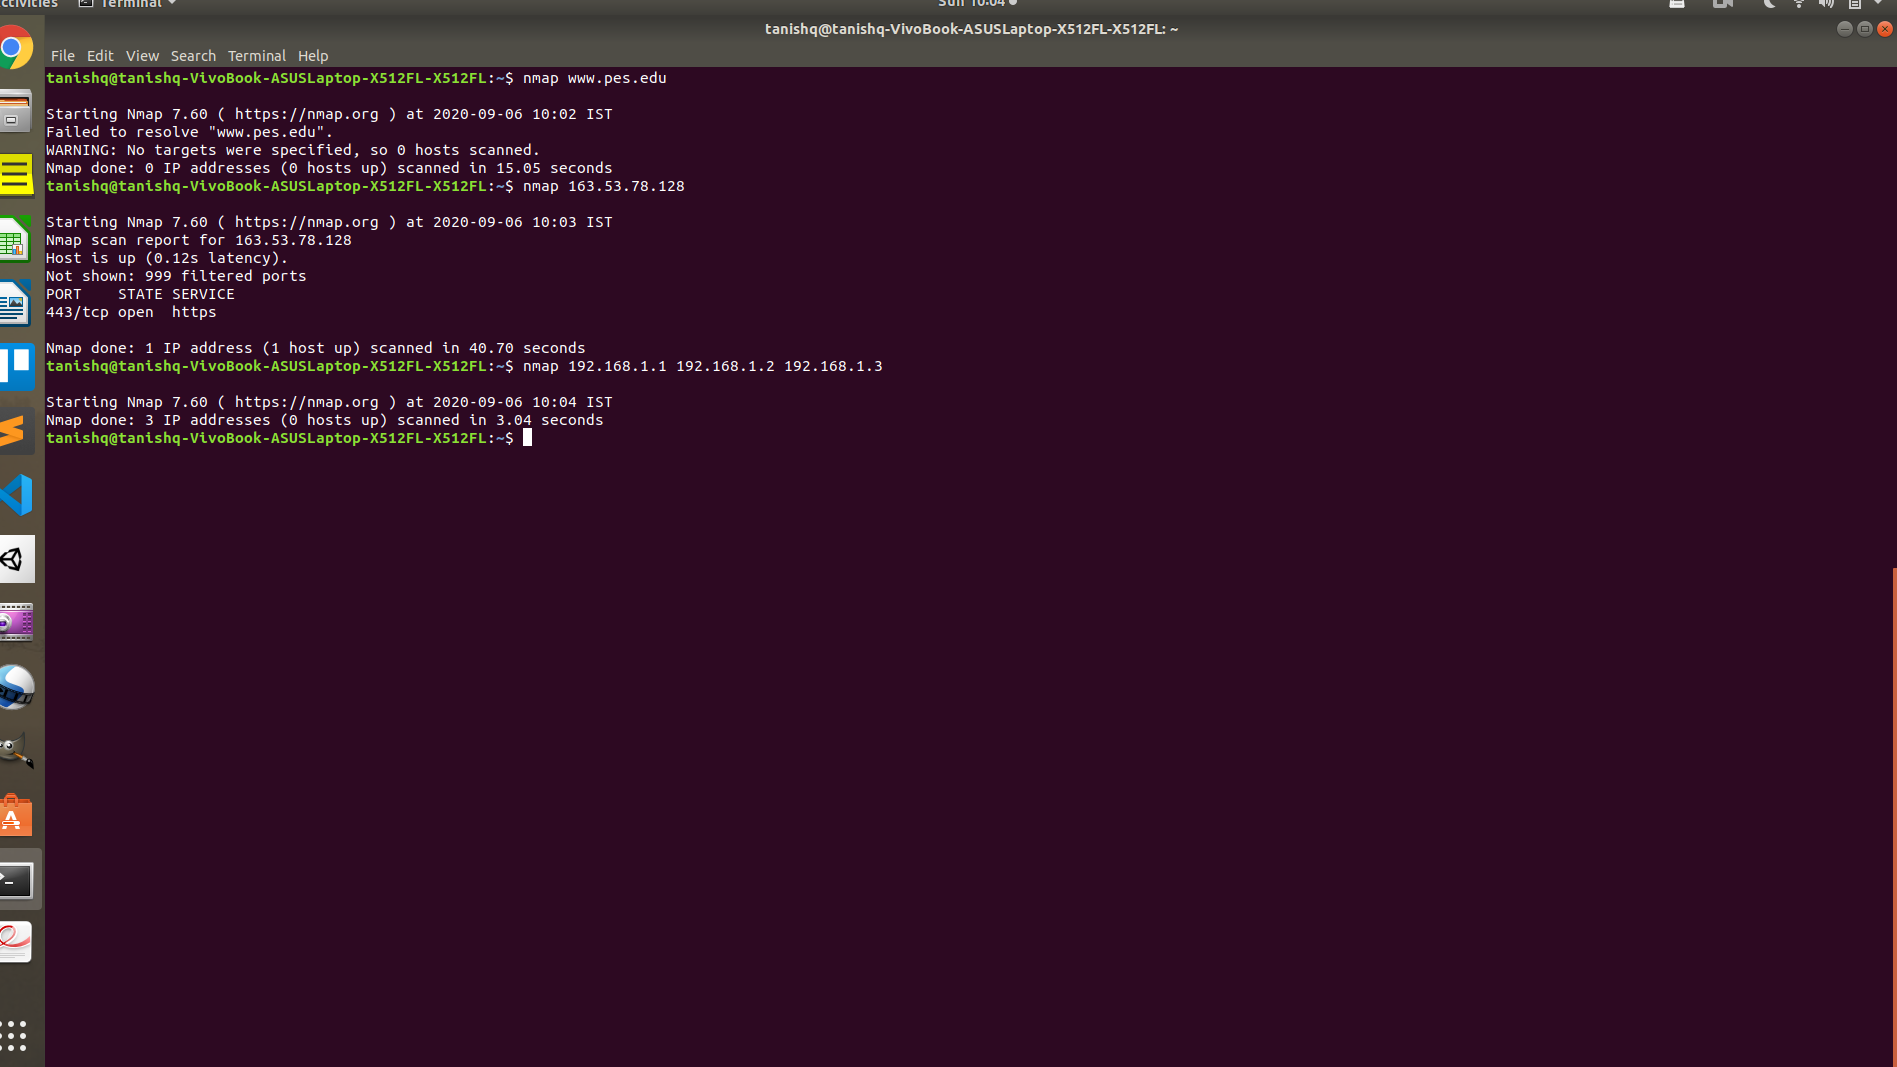 ctivities Terminal Sun 10:04
tanishq@tanishq-VivoBook-ASUSLaptop-X512FL-X512FL: ~
File Edit View Search Terminal Help
tanishq@tanishq-VivoBook-ASUSLaptop-X512FL-X512FL:~$ nmap www.pes.edu
Starting Nmap 7.60 ( https://nmap.org ) at 2020-09-06 10:02 IST
Failed to resolve "www.pes.edu".
WARNING: No targets were specified, so 0 hosts scanned.
Nmap done: 0 IP addresses (0 hosts up) scanned in 15.05 seconds
tanishq@tanishq-VivoBook-ASUSLaptop-X512FL-X512FL:~$ nmap 163.53.78.128
Starting Nmap 7.60 ( https://nmap.org ) at 2020-09-06 10:03 IST
Nmap scan report for 163.53.78.128
Host is up (0.12s latency).
Not shown: 999 filtered ports
PORT    STATE SERVICE
443/tcp open  https
Nmap done: 1 IP address (1 host up) scanned in 40.70 seconds
tanishq@tanishq-VivoBook-ASUSLaptop-X512FL-X512FL:~$ nmap 192.168.1.1 192.168.1.2 192.168.1.3
Starting Nmap 7.60 ( https://nmap.org ) at 2020-09-06 10:04 IST
Nmap done: 3 IP addresses (0 hosts up) scanned in 3.04 seconds
tanishq@tanishq-VivoBook-ASUSLaptop-X512FL-X512FL:~$